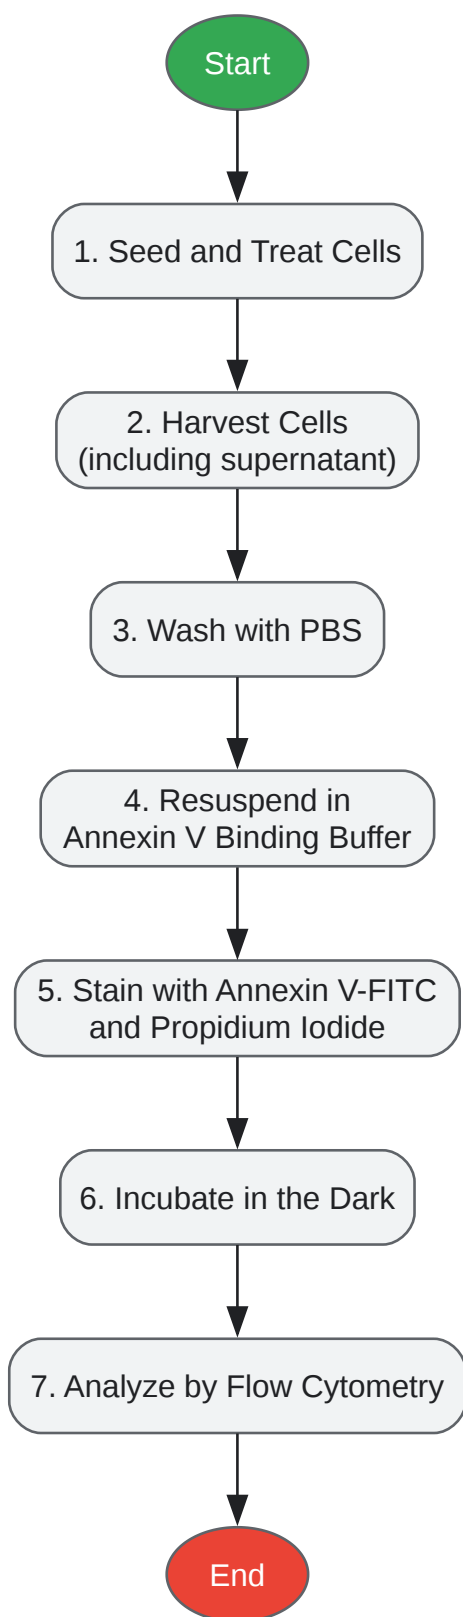 Start
1. Seed and Treat Cells
2. Harvest Cells
(including supernatant)
3. Wash with PBS
4. Resuspend in
Annexin V Binding Buffer
5. Stain with Annexin V-FITC
and Propidium Iodide
6. Incubate in the Dark
7. Analyze by Flow Cytometry
End